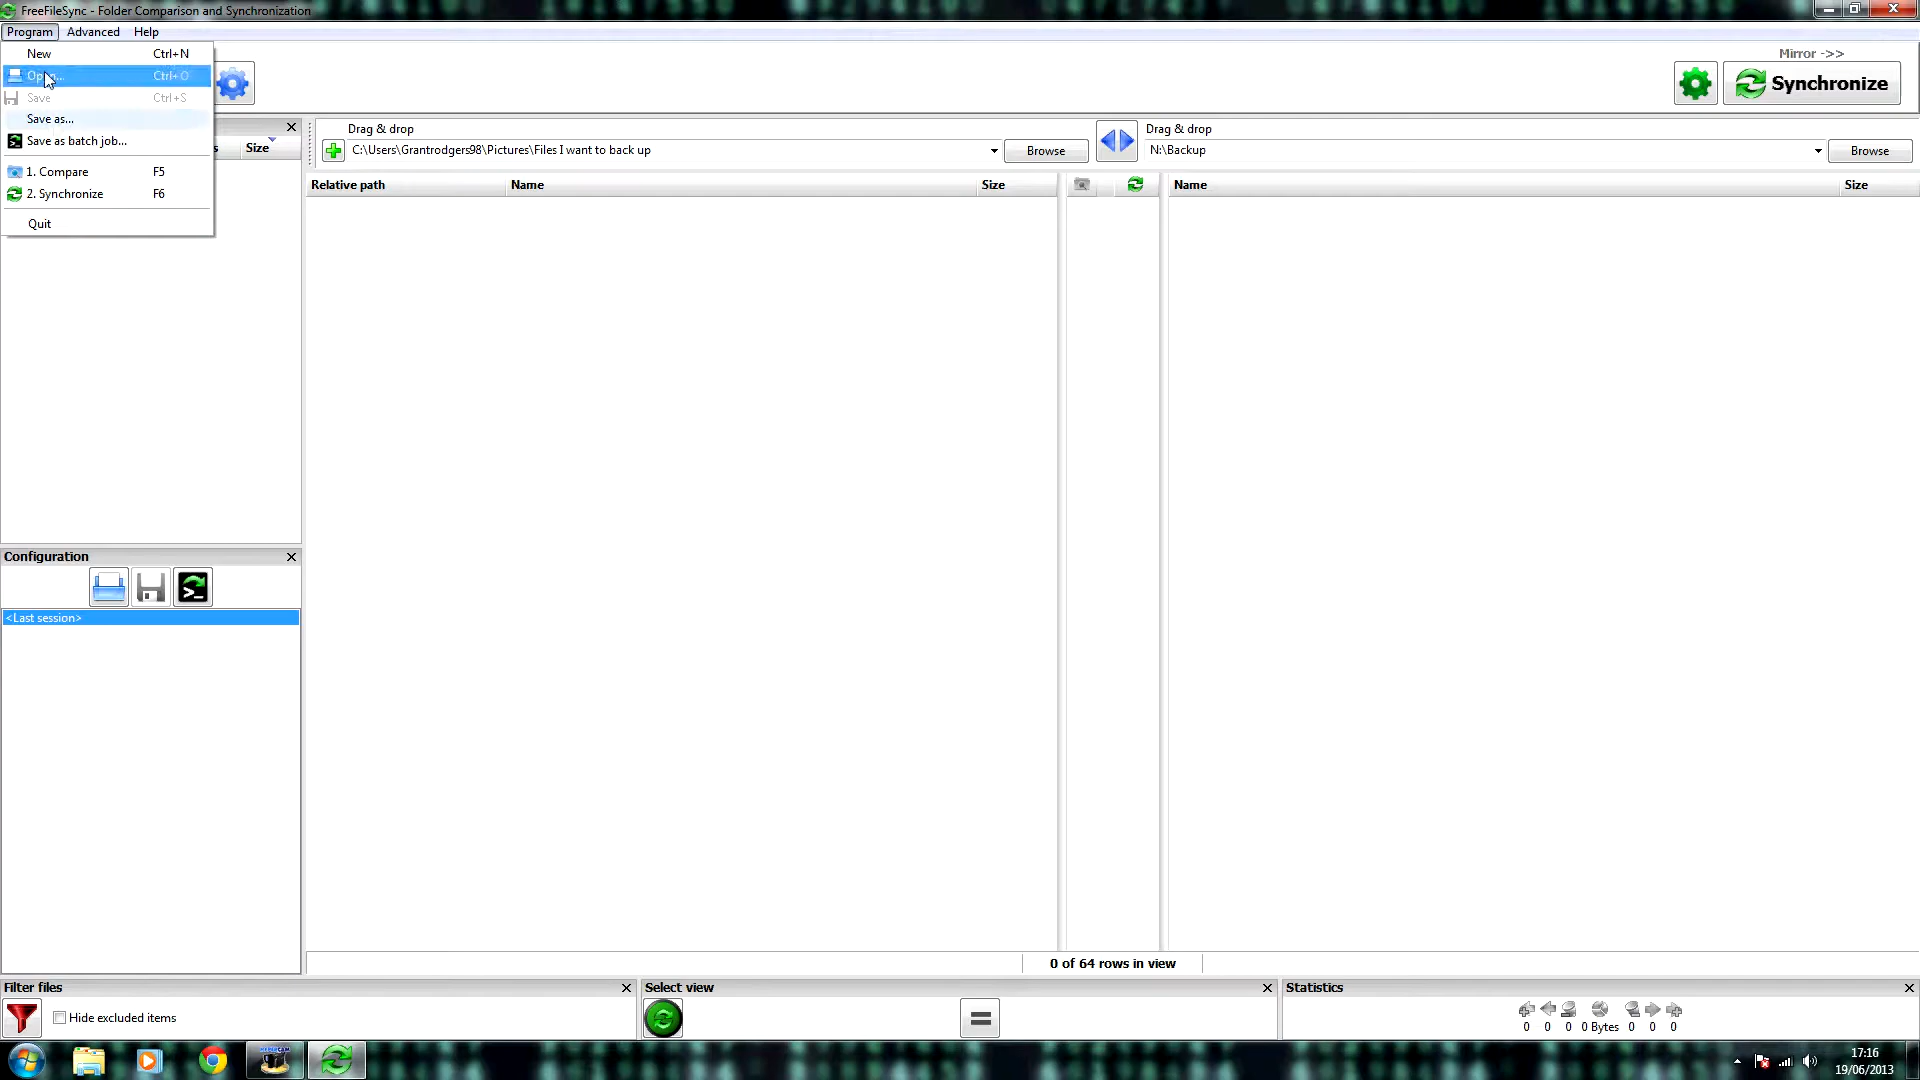 FreeFileSync - Folder Comparison and Synchronization
Program Advanced Help
New Ctrl+N
Open... Ctrl+O
Save Ctrl+S
Save as...
Save as batch job...
1. Compare F5
2. Synchronize F6
Quit
Mirror ->>
Synchronize
Size
Drag & drop
C:\Users\Grantrodgers98\Pictures\Files I want to back up
Browse
Drag & drop
N:\Backup
Browse
Relative path Name Size
Name Size
Configuration
<Last session>
0 of 64 rows in view
Filter files
Hide excluded items
Select view
Statistics
0 0 0 0 Bytes 0 0 0
17:16
19/06/2013